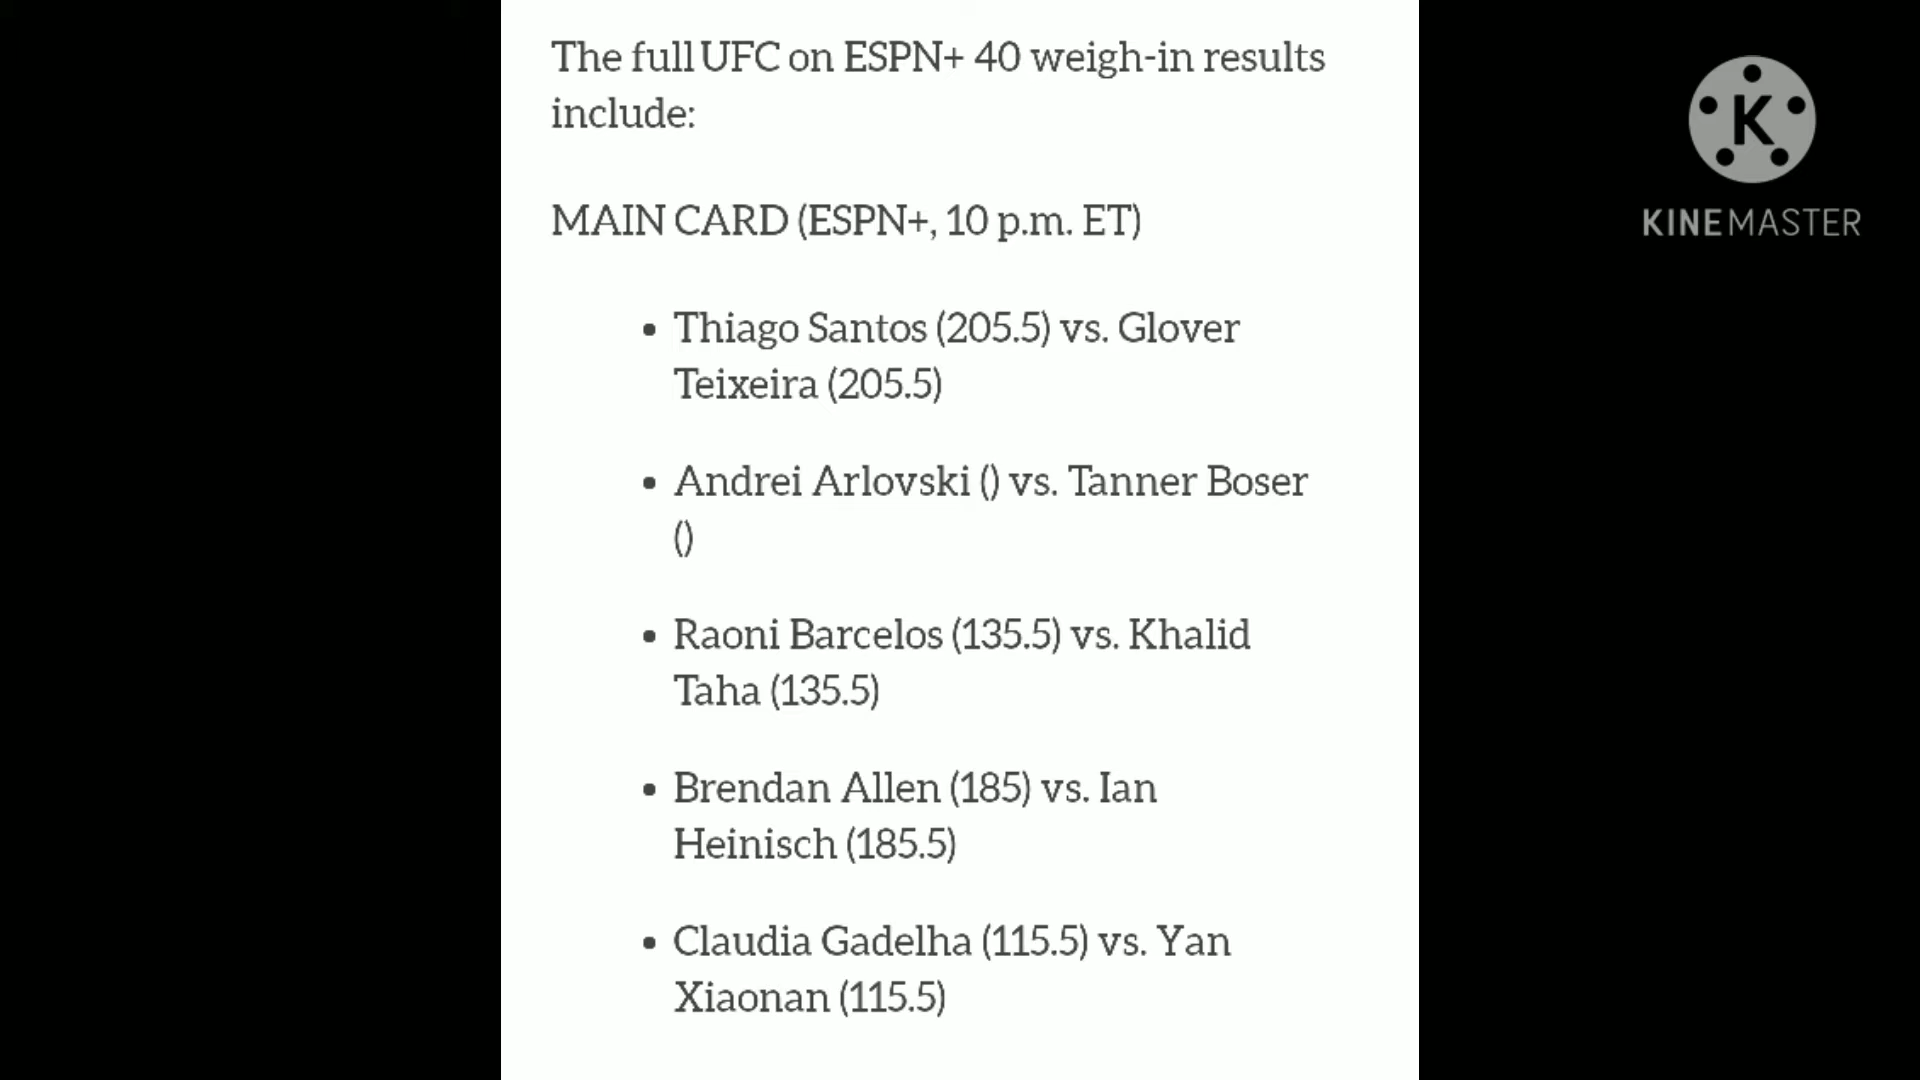 The full UFC on ESPN+ 40 weigh-in results
include:
MAIN CARD (ESPN+, 10 p.m. ET)
• Thiago Santos (205.5) vs. Glover
Teixeira (205.5)
• Andrei Arlovski () vs. Tanner Boser
()
• Raoni Barcelos (135.5) vs. Khalid
Taha (135.5)
• Brendan Allen (185) vs. Ian
Heinisch (185.5)
• Claudia Gadelha (115.5) vs. Yan
Xiaonan (115.5)
K
KINEMASTER